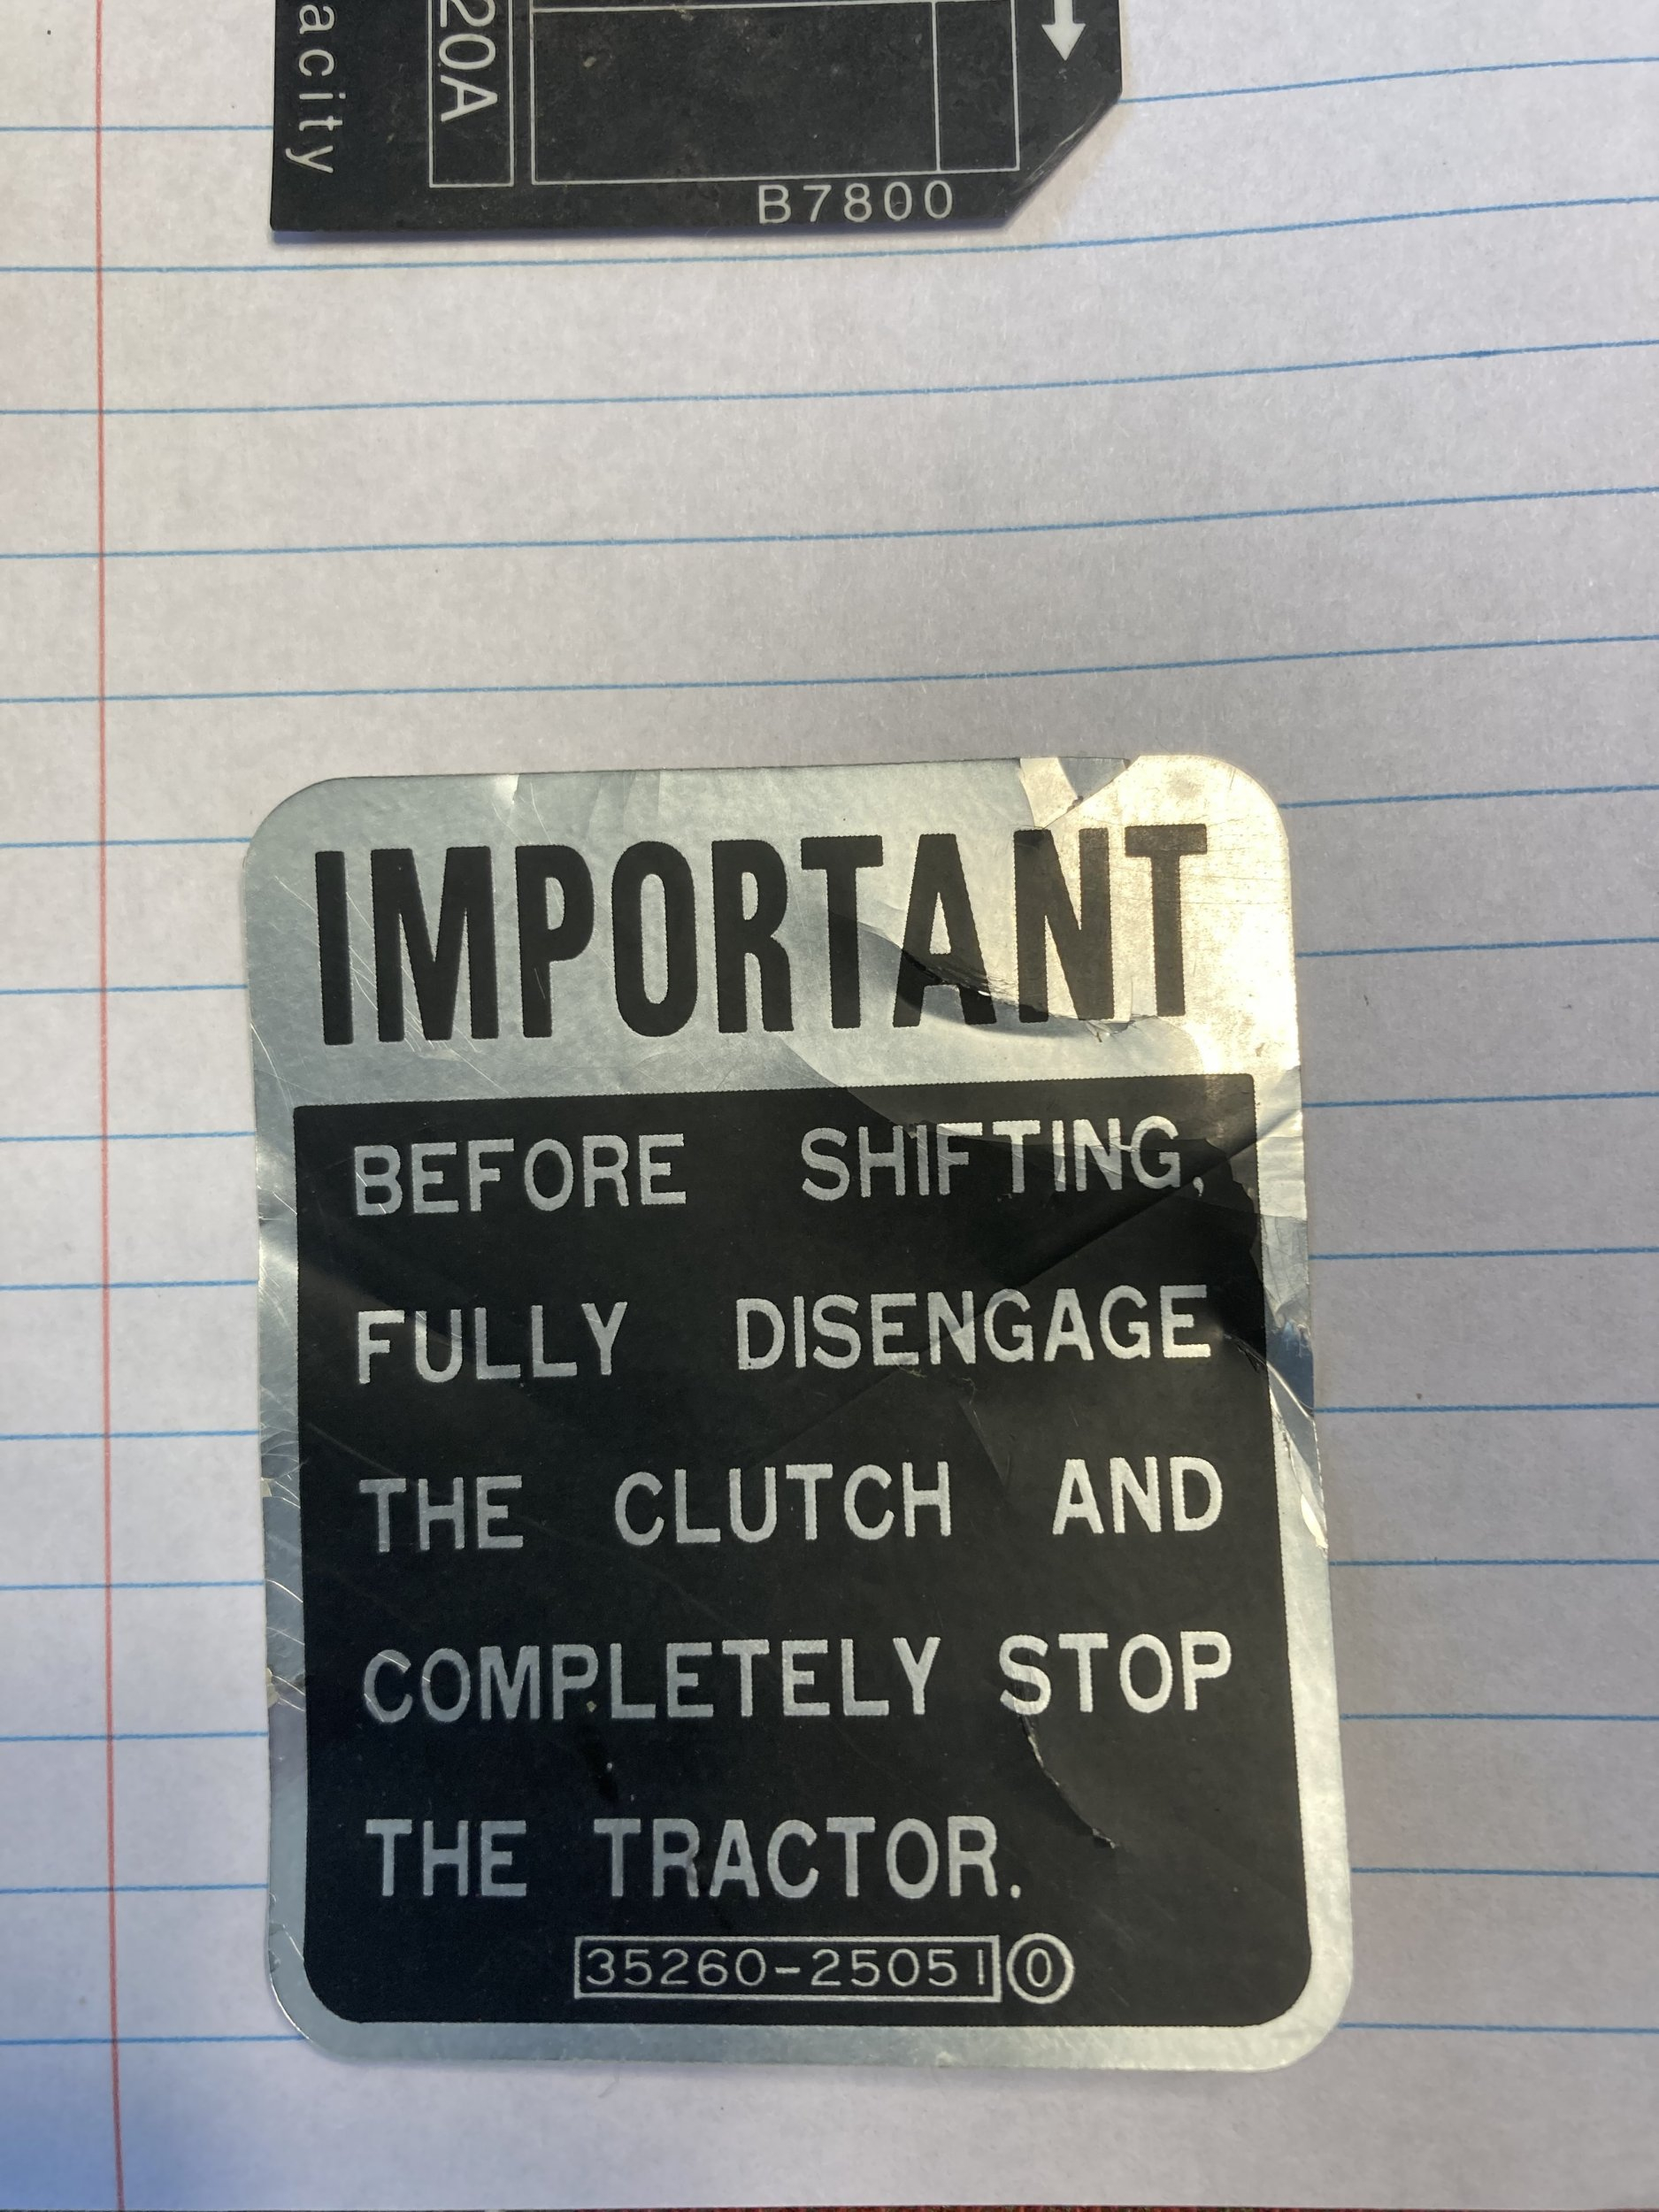 acity
20A
B7800
IMPORTANT
BEFORE SHIFTING,
FULLY DISENGAGE
THE CLUTCH AND
COMPLETELY STOP
THE TRACTOR.
35260-25051 0